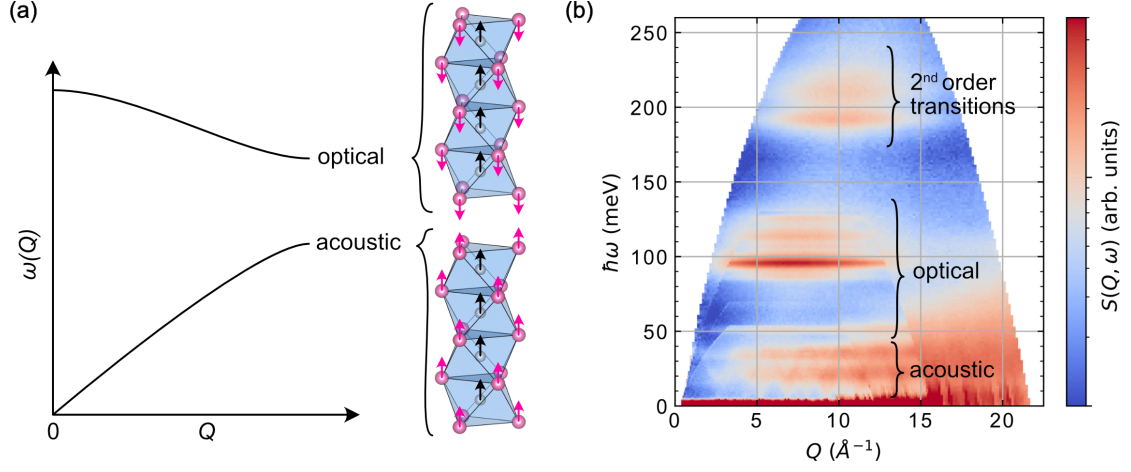 (a)
ω(Q)
0
Q
optical
acoustic
(b)
ħω (meV)
250
200
150
100
50
0
0
5
10
15
20
Q (Å⁻¹)
2nd order
transitions
optical
acoustic
S(Q, ω) (arb. units)